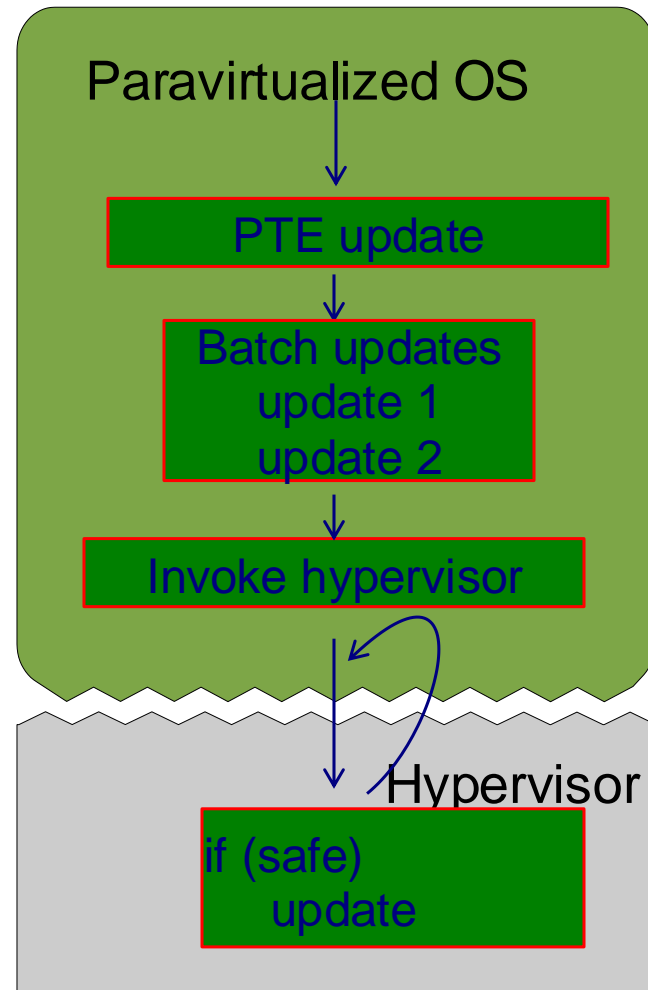 Paravirtualized OS
PTE update
Batch updates
update 1
update 2
Invoke hypervisor
Hypervisor
if (safe)
update